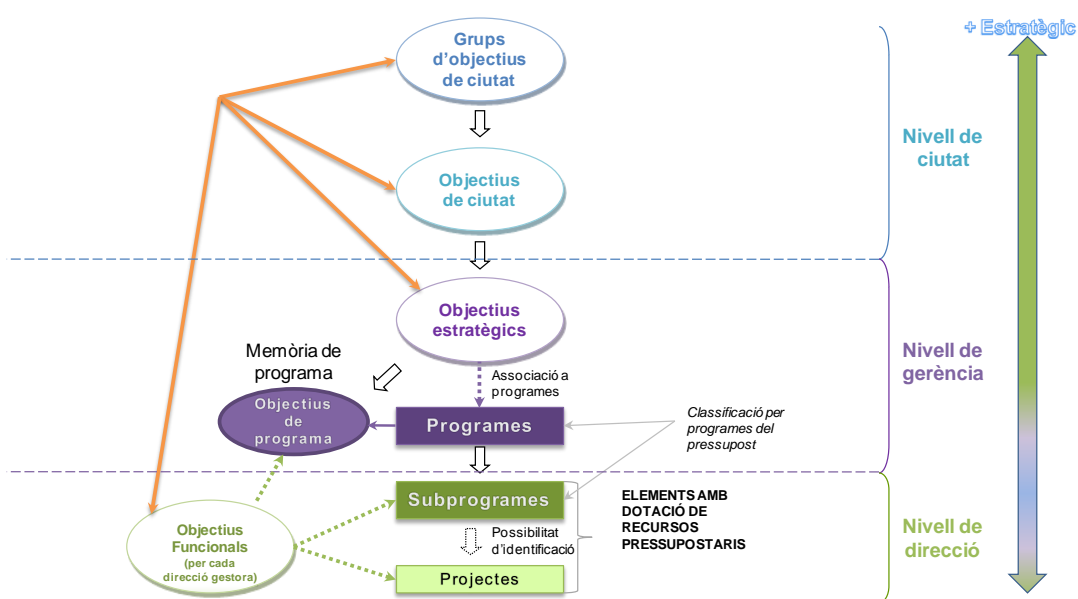 + Estratègic
Grups
d'objectius
de ciutat
Nivell de
ciutat
Objectius
de ciutat
Objectius
estratègics
Nivell de
gerència
Memòria de
programa
Associació a
programes
Objectius
de
programa
Programes
Classificació per
programes del
pressupost
Subprogrames
ELEMENTS AMB
DOTACIÓ DE
RECURSOS
PRESSUPOSTARIS
Possibilitat
d'identificació
Objectius
Funcionals
(per cada
direcció gestora)
Nivell de
direcció
Projectes